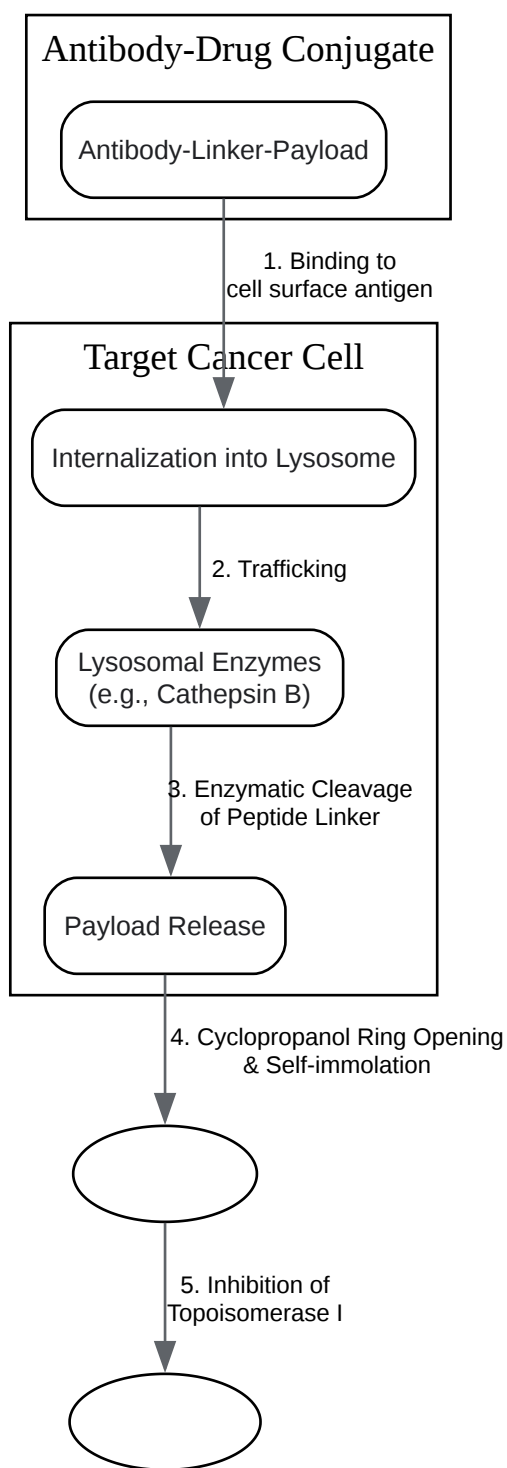 Antibody-Drug Conjugate
Antibody-Linker-Payload
1. Binding to
cell surface antigen
Target Cancer Cell
Internalization into Lysosome
2. Trafficking
Lysosomal Enzymes
(e.g., Cathepsin B)
3. Enzymatic Cleavage
of Peptide Linker
Payload Release
4. Cyclopropanol Ring Opening
& Self-immolation
5. Inhibition of
Topoisomerase I